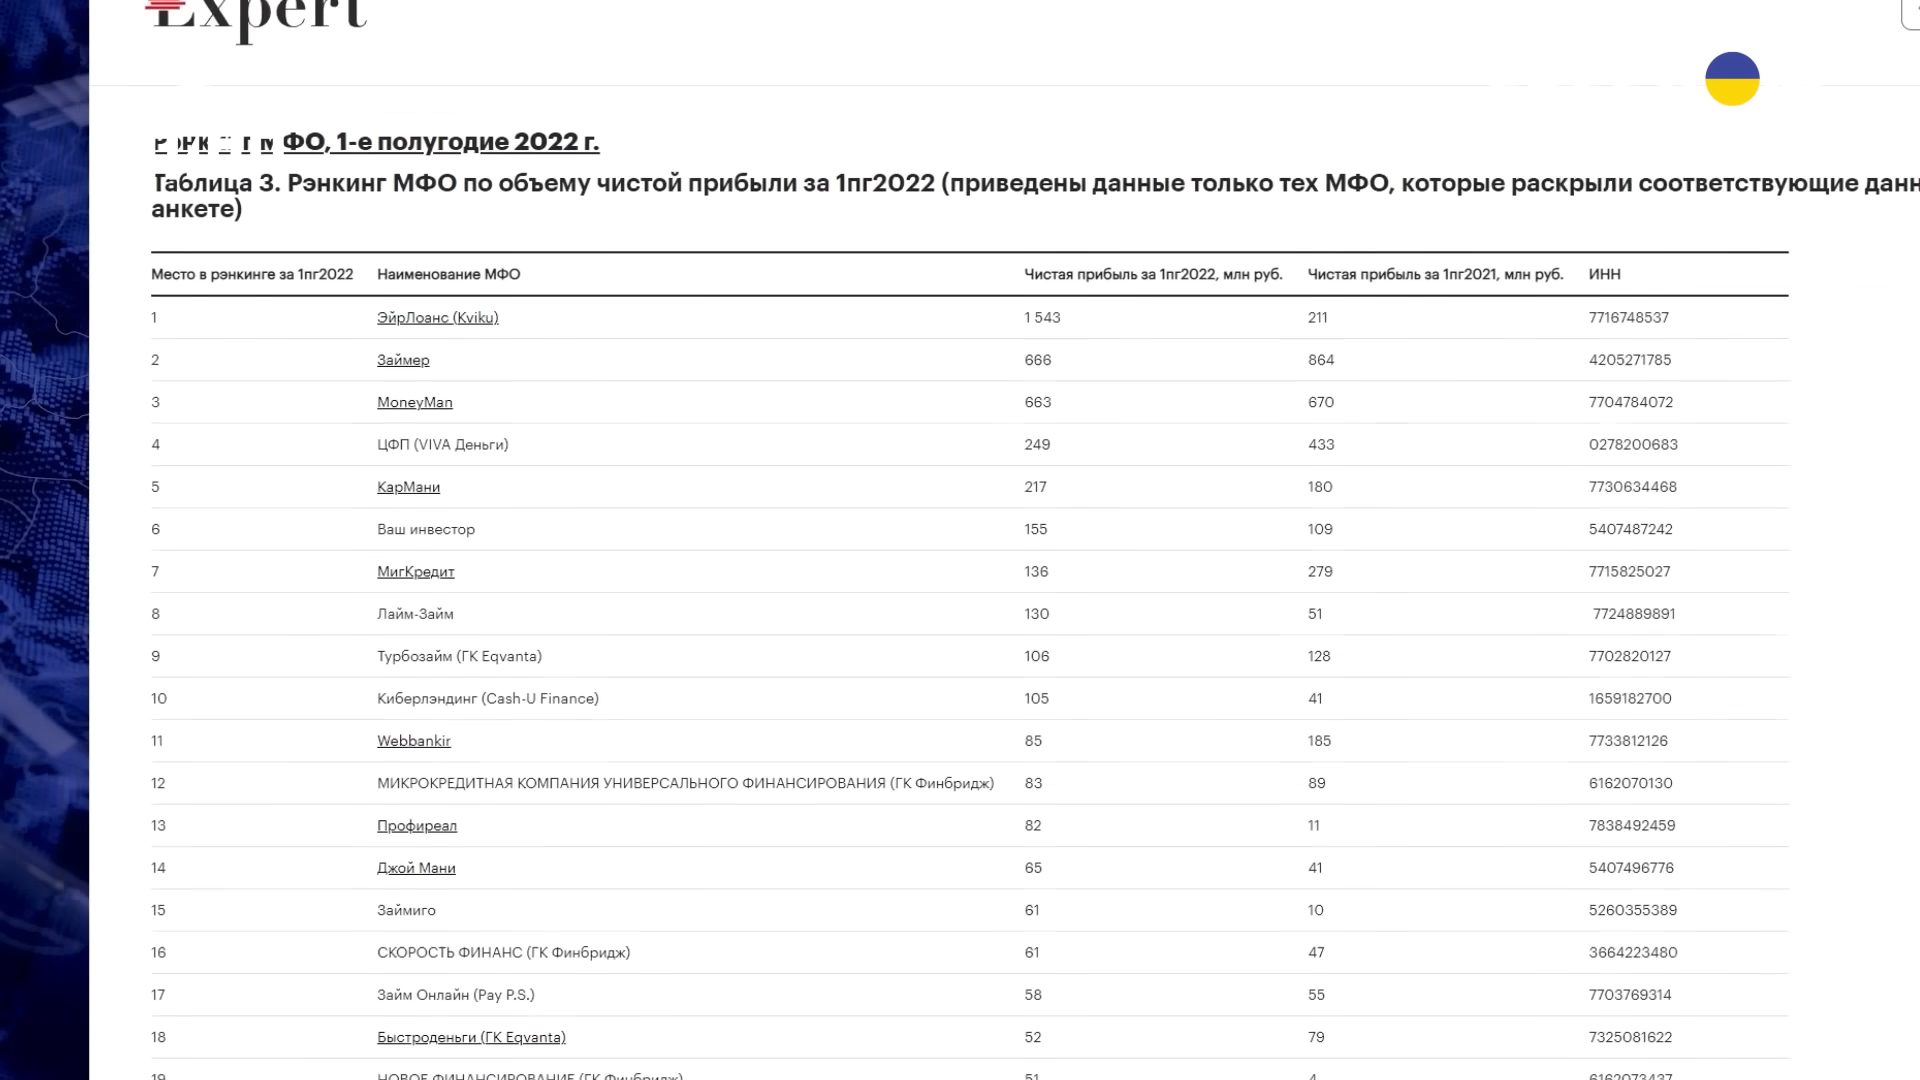 Expert
ФО, 1-е полугодие 2022 г.
Таблица 3. Рэнкинг МФО по объему чистой прибыли за 1пг2022 (приведены данные только тех МФО, которые раскрыли соответствующие
анкете)
Место в рэнкинге за 1пг2022 Наименование МФО Чистая прибыль за 1пг2022, млн руб. Чистая прибыль за 1пг2021, млн руб. ИНН
1 ЭйрЛоанс (Kviku) 1 543 211 7716748537
2 Займер 666 864 4205271785
3 MoneyMan 663 670 7704784072
4 ЦФП (VIVA Деньги) 249 433 0278200683
5 КарМани 217 180 7730634468
6 Ваш инвестор 155 109 5407487242
7 МигКредит 136 279 7715825027
8 Лайм-Займ 130 51 7724889891
9 Турбозайм (ГК Eqvanta) 106 128 7702820127
10 Киберлэндинг (Cash-U Finance) 105 41 1659182700
11 Webbankir 85 185 7733812126
12 МИКРОКРЕДИТНАЯ КОМПАНИЯ УНИВЕРСАЛЬНОГО ФИНАНСИРОВАНИЯ (ГК Финбридж) 83 89 6162070130
13 Профиреал 82 11 7838492459
14 Джой Мани 65 41 5407496776
15 Займиго 61 10 5260355389
16 СКОРОСТЬ ФИНАНС (ГК Финбридж) 61 47 3664223480
17 Займ Онлайн (Pay P.S.) 58 55 7703769314
18 Быстроденьги (ГК Eqvanta) 52 79 7325081622
19 НОВОЕ ФИНАНСИРОВАНИЕ (ГК Финбридж) 51 4 6162073437